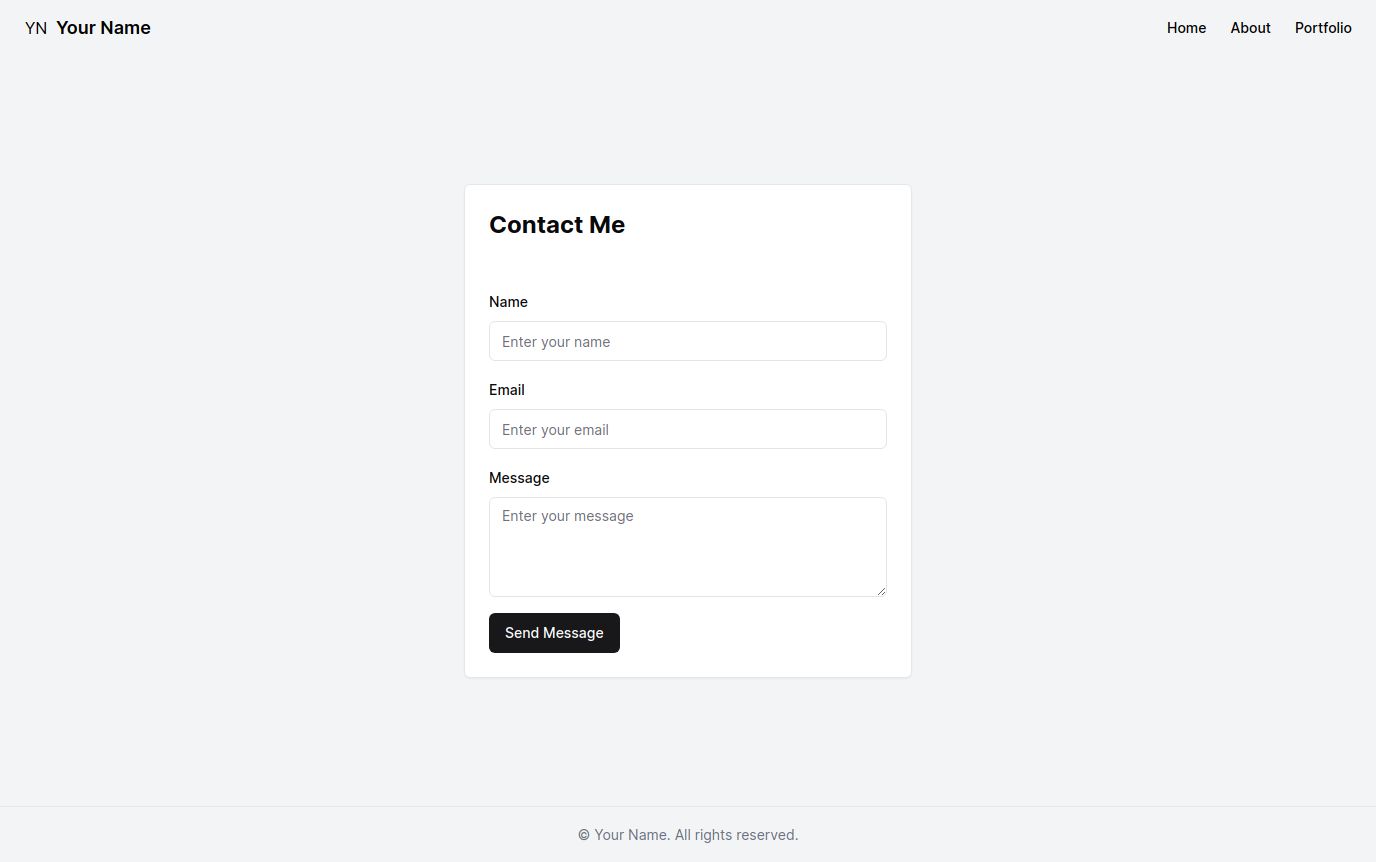 YN Your Name
Home About Portfolio
Contact Me
Name
Enter your name
Email
Enter your email
Message
Enter your message
Send Message
© Your Name. All rights reserved.